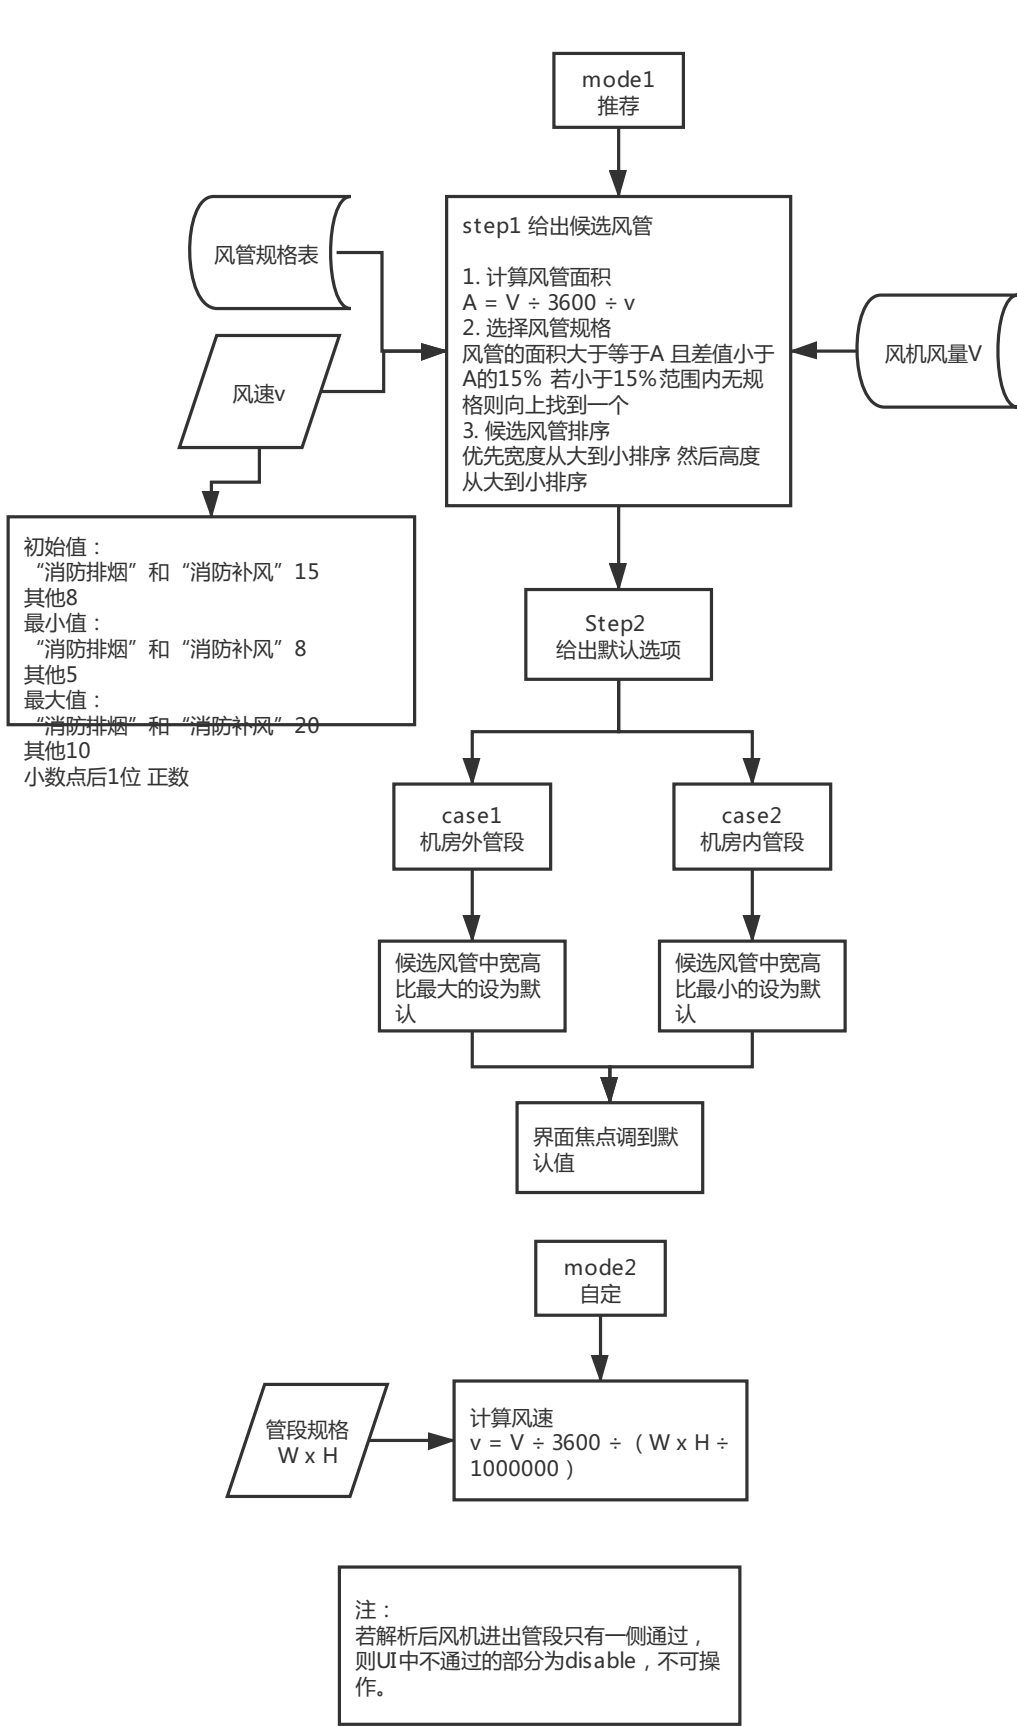 mode1
推荐
风管规格表
step1 给出候选风管
1. 计算风管面积
A = V ÷ 3600 ÷ v
2. 选择风管规格
风管的面积大于等于A 且差值小于
A的15% 若小于15%范围内无规
格则向上找到一个
3. 候选风管排序
优先宽度从大到小排序 然后高度
从大到小排序
风机风量V
风速v
初始值：
“消防排烟”和“消防补风”15
其他8
最小值：
“消防排烟”和“消防补风”8
其他5
最大值：
“消防排烟”和“消防补风”20
其他10
小数点后1位 正数
Step2
给出默认选项
case1
机房外管段
case2
机房内管段
候选风管中宽高
比最大的设为默
认
候选风管中宽高
比最小的设为默
认
界面焦点调到默
认值
mode2
自定
管段规格
W x H
计算风速
v = V ÷ 3600 ÷（W x H ÷
1000000）
注：
若解析后风机进出管段只有一侧通过，
则UI中不通过的部分为disable，不可操
作。